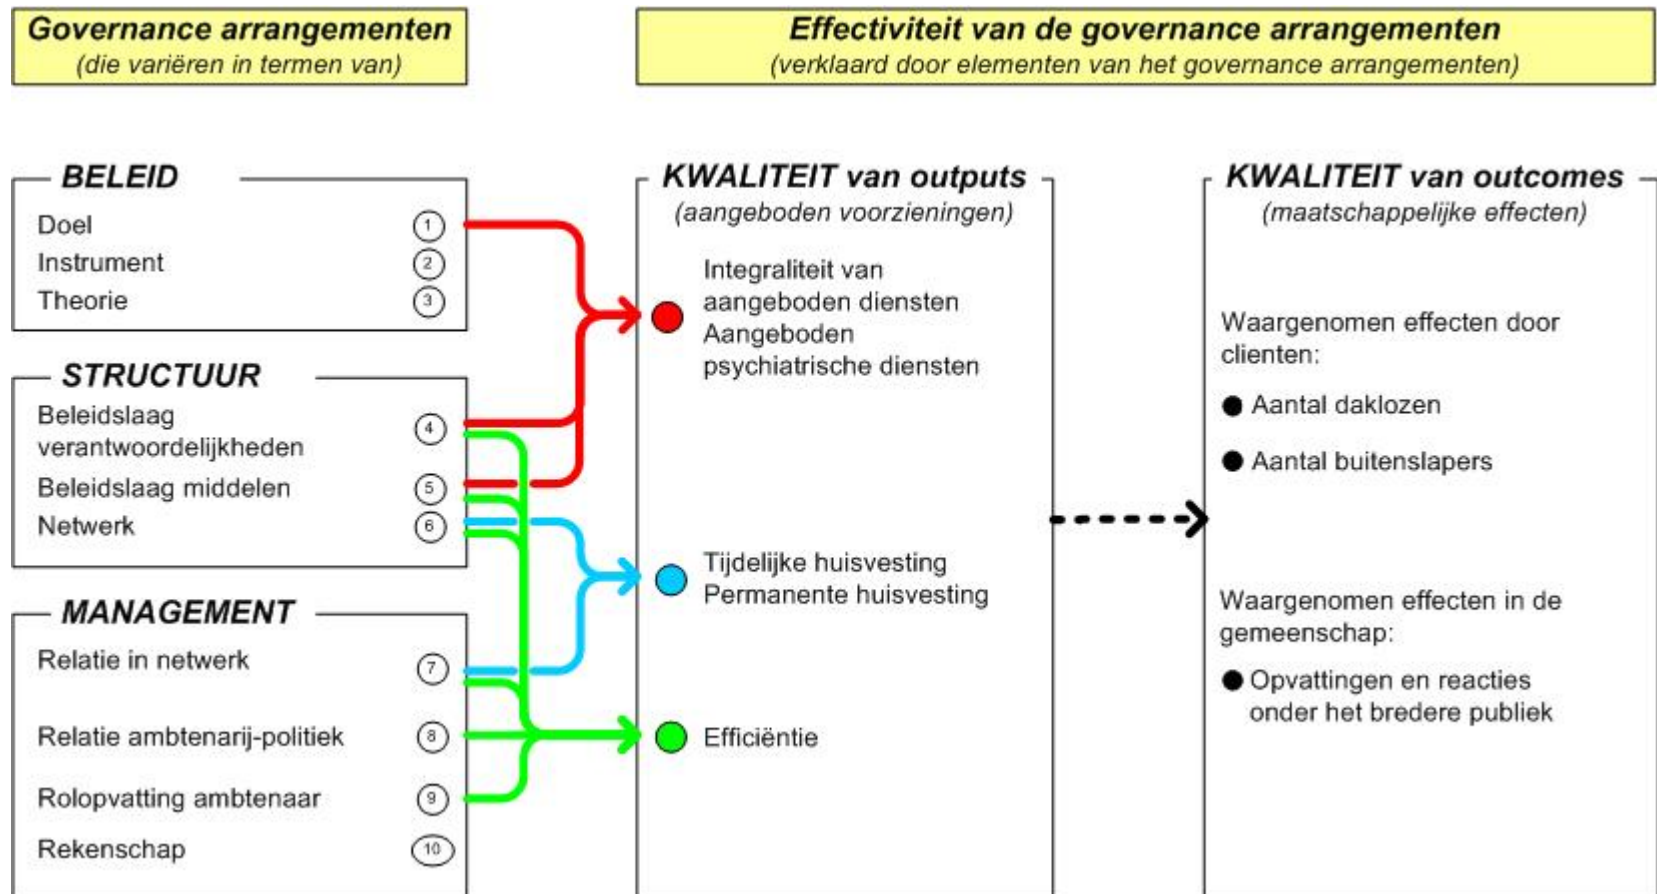 Governance arrangementen
(die variëren in termen van)
Effectiviteit van de governance arrangementen
(verklaard door elementen van het governance arrangementen)
BELEID
Doel 1
Instrument 2
Theorie 3
STRUCTUUR
Beleidslaag
verantwoordelijkheden 4
Beleidslaag middelen 5
Netwerk 6
MANAGEMENT
Relatie in netwerk 7
Relatie ambtenarij-politiek 8
Rolopvatting ambtenaar 9
Rekenschap 10
KWALITEIT van outputs
(aangeboden voorzieningen)
Integraliteit van
aangeboden diensten
Aangeboden
psychiatrische diensten
Tijdelijke huisvesting
Permanente huisvesting
Efficiëntie
KWALITEIT van outcomes
(maatschappelijke effecten)
Waargenomen effecten door
clienten:
Aantal daklozen
Aantal buitenslapers
Waargenomen effecten in de
gemeenschap:
Opvattingen en reacties
onder het bredere publiek